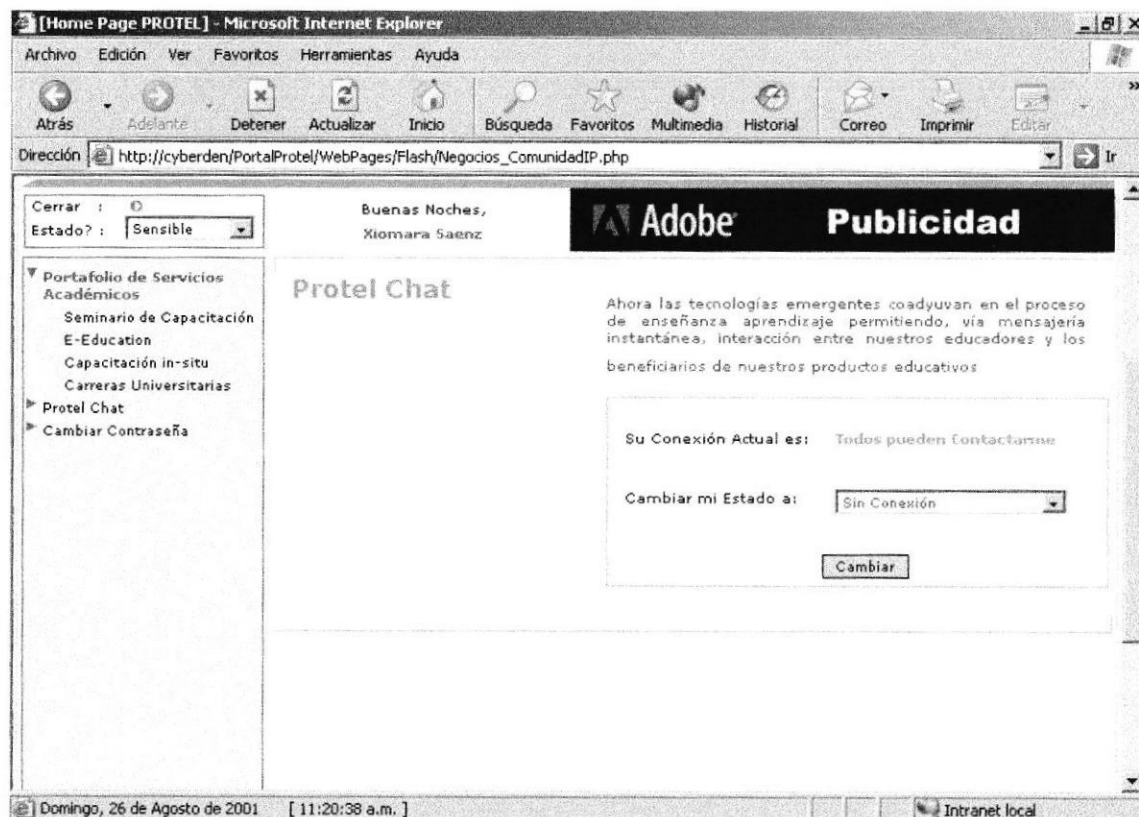 [Home Page PROTEL] - Microsoft Internet Explorer
Archivo Edición Ver Favoritos Herramientas Ayuda
Atrás Adelante Detener Actualizar Inicio Búsqueda Favoritos Multimedia Historial Correo Imprimir Editar
Dirección http://cyberden/PortalProtel/WebPages/Flash/Negocios_ComunidadIP.php Ir
Cerrar :
Estado? : Sensible
Buenas Noches,
Xiomara Saenz
Adobe Publicidad
Portafolio de Servicios
Académicos
Seminario de Capacitación
E-Education
Capacitación in-situ
Carreras Universitarias
Protel Chat
Cambiar Contraseña
Protel Chat
Ahora las tecnologías emergentes coadyuvan en el proceso
de enseñanza aprendizaje permitiendo, vía mensajería
instantánea, interacción entre nuestros educadores y los
beneficiarios de nuestros productos educativos
Su Conexión Actual es: Todos pueden Contactarme
Cambiar mi Estado a: Sin Conexión
Cambiar
Domingo, 26 de Agosto de 2001 [ 11:20:38 a.m. ] Intranet local